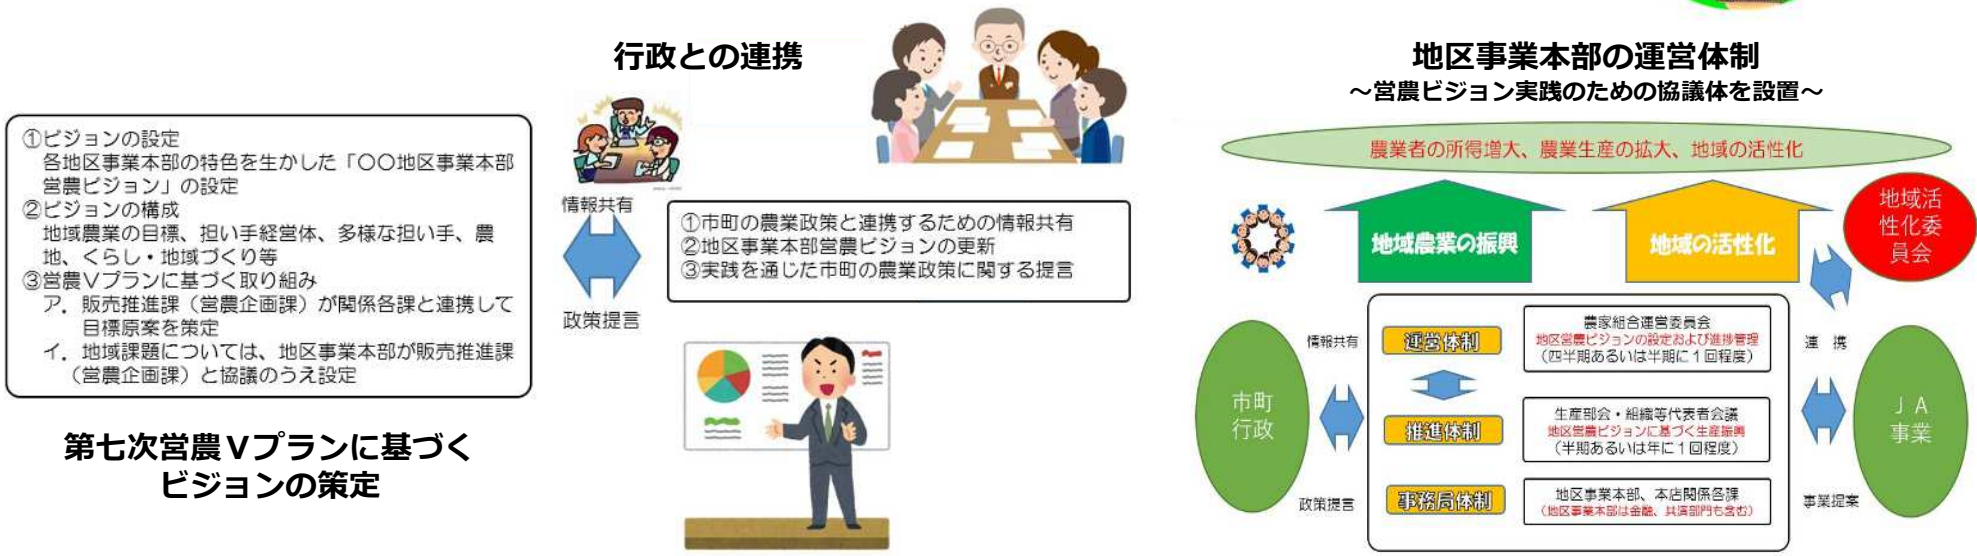 行政との連携
①ビジョンの設定
各地区事業本部の特色を生かした「〇〇地区事業本部
営農ビジョン」の設定
②ビジョンの構成
地域農業の目標、担い手経営体、多様な担い手、農
地、くらし・地域づくり等
③営農Ⅴプランに基づく取り組み
ア．販売推進課（営農企画課）が関係各課と連携して
目標原案を策定
イ．地域課題については、地区事業本部が販売推進課
（営農企画課）と協議のうえ設定
第七次営農Ⅴプランに基づく
ビジョンの策定
情報共有
政策提言
①市町の農業政策と連携するための情報共有
②地区事業本部営農ビジョンの更新
③実践を通じた市町の農業政策に関する提言
地区事業本部の運営体制
～営農ビジョン実践のための協議体を設置～
農業者の所得増大、農業生産の拡大、地域の活性化
地域農業の振興
地域の活性化
地域活
性化委
員会
情報共有
市町
行政
政策提言
運営体制
農家組合運営委員会
地区営農ビジョンの設定および進捗管理
（四半期あるいは半期に１回程度）
推進体制
生産部会・組織等代表者会議
地区営農ビジョンに基づく生産振興
（半期あるいは年に１回程度）
事務局体制
地区事業本部、本店関係各課
（地区事業本部は金融、共済部門も含む）
連 携
ＪＡ
事業
事業提案